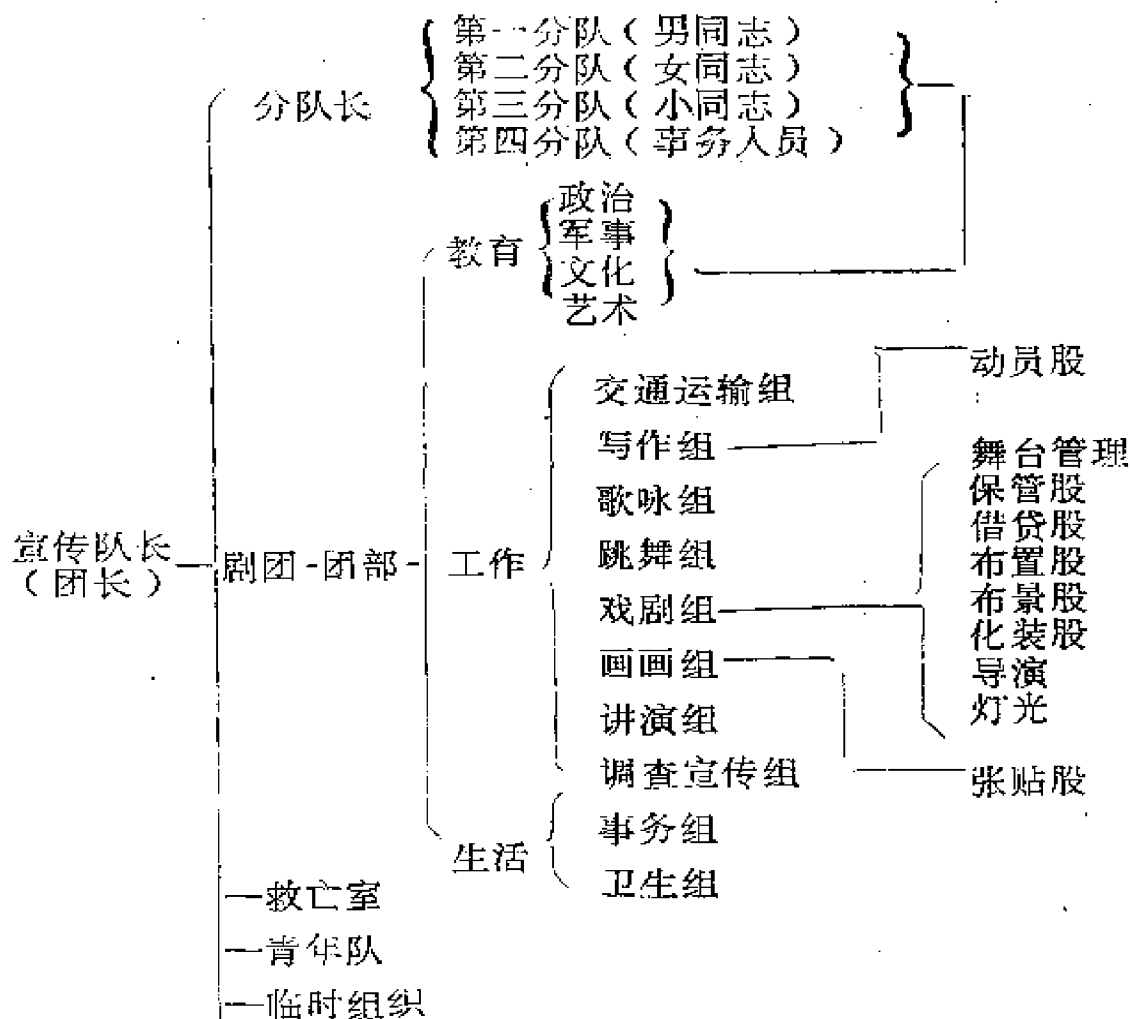 第一分队(男同志)
第二分队(女同志)
第三分队(小同志)
第四分队(事务人员)
分队长
政治
军事
文化
艺术
教育
交通运输组
写作组
歌咏组
跳舞组
戏剧组
画画组
讲演组
调查宣传组
工作
动员股
舞台管理
保管股
借贷股
布置股
布景股
化装股
导演
灯光
张贴股
宣传队长
(团长)
剧团-团部-
生活
事务组
卫生组
救亡室
青年队
临时组织